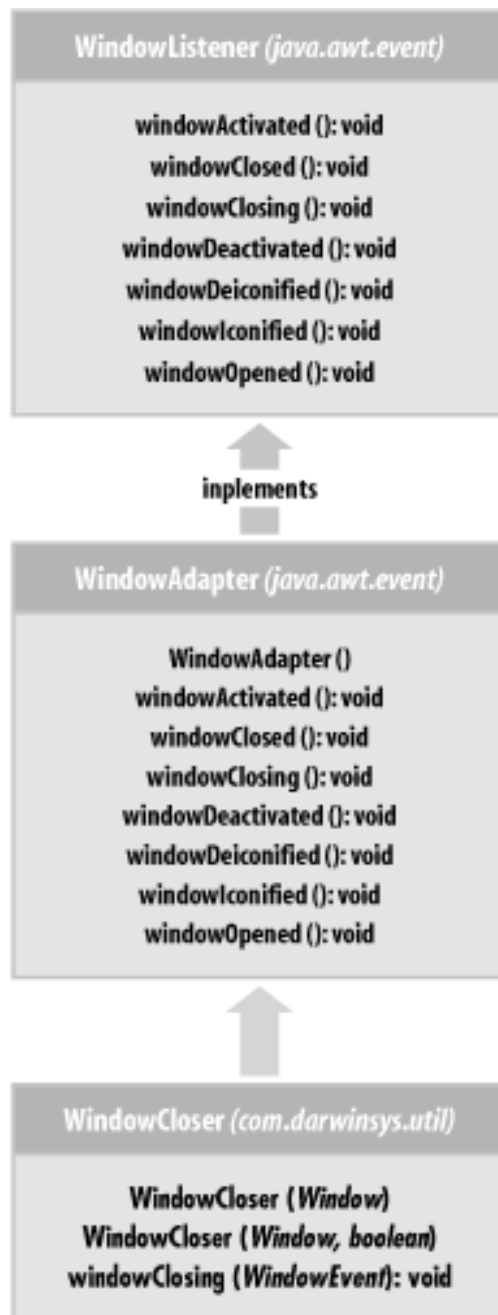 WindowListener (java.awt.event)
windowActivated (): void
windowClosed (): void
windowClosing (): void
windowDeactivated (): void
windowDeiconified (): void
windowIconified (): void
windowOpened (): void
inplements
WindowAdapter (java.awt.event)
WindowAdapter ()
windowActivated (): void
windowClosed (): void
windowClosing (): void
windowDeactivated (): void
windowDeiconified (): void
windowIconified (): void
windowOpened (): void
WindowCloser (com.darwinsys.util)
WindowCloser (Window)
WindowCloser (Window, boolean)
windowClosing (WindowEvent): void